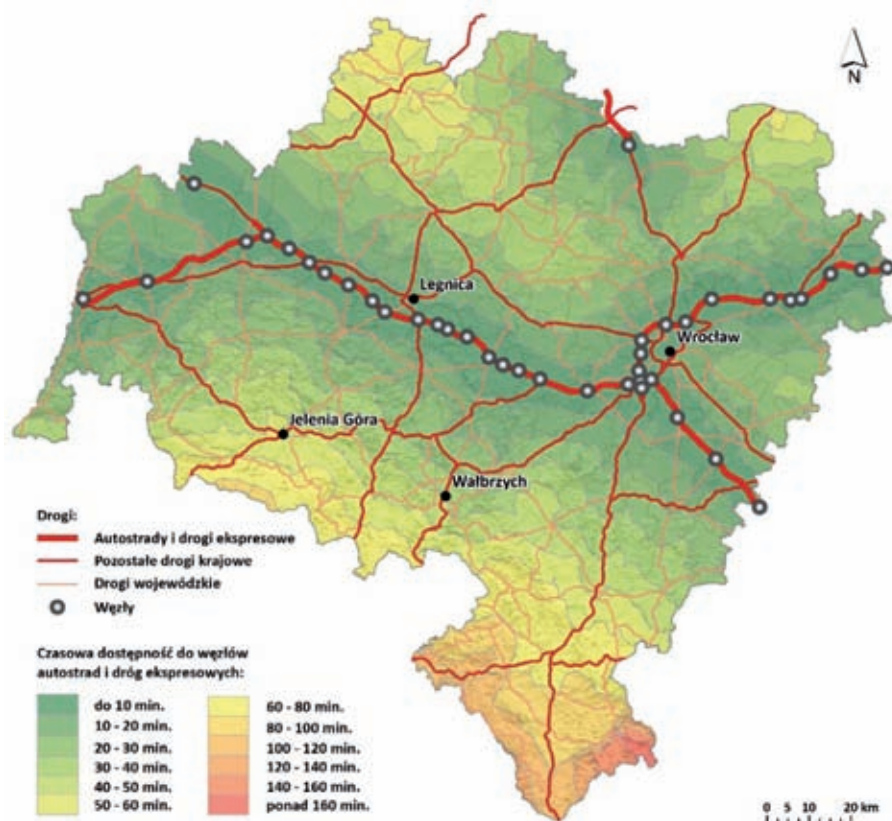 N
Legnica
Wrocław
Jelenia Góra
Wałbrzych
Drogi:
Autostrady i drogi ekspresowe
Pozostałe drogi krajowe
Drogi wojewódzkie
Węzły
Czasowa dostępność do węzłów
autostrad i dróg ekspresowych:
do 10 min.
10 - 20 min.
20 - 30 min.
30 - 40 min.
40 - 50 min.
50 - 60 min.
60 - 80 min.
80 - 100 min.
100 - 120 min.
120 - 140 min.
140 - 160 min.
ponad 160 min.
0 5 10 20 km